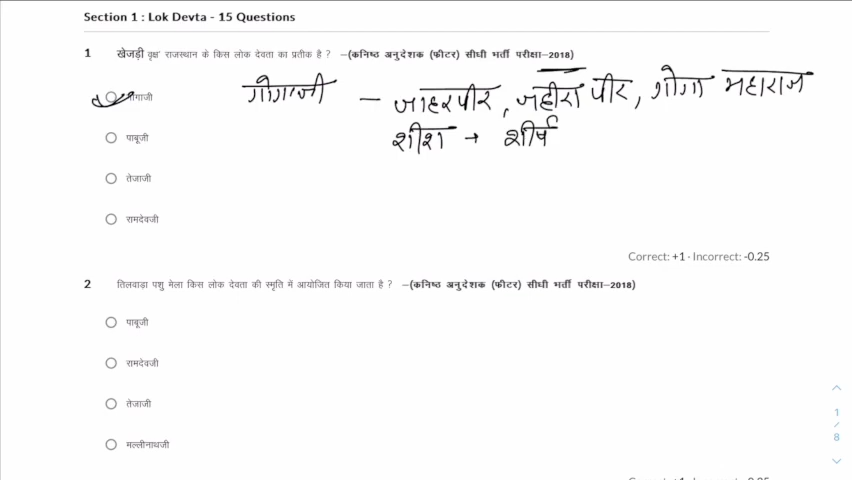 Section 1 : Lok Devta - 15 Questions
1 खेजड़ी वृक्ष' राजस्थान के किस लोक देवता का प्रतीक है ? –(कनिष्ठ अनुदेशक (फीटर) सीधी भर्ती परीक्षा–2018)
गोगाजी – जाहरपीर, जहीरा पीर, गोगा महाराज
गोगाजी
शीश → शीर्ष
पाबूजी
तेजाजी
रामदेवजी
Correct: +1 · Incorrect: -0.25
2 तिलवाड़ा पशु मेला किस लोक देवता की स्मृति में आयोजित किया जाता है ? –(कनिष्ठ अनुदेशक (फीटर) सीधी भर्ती परीक्षा–2018)
पाबूजी
रामदेवजी
तेजाजी
1
/
8
मल्लीनाथजी